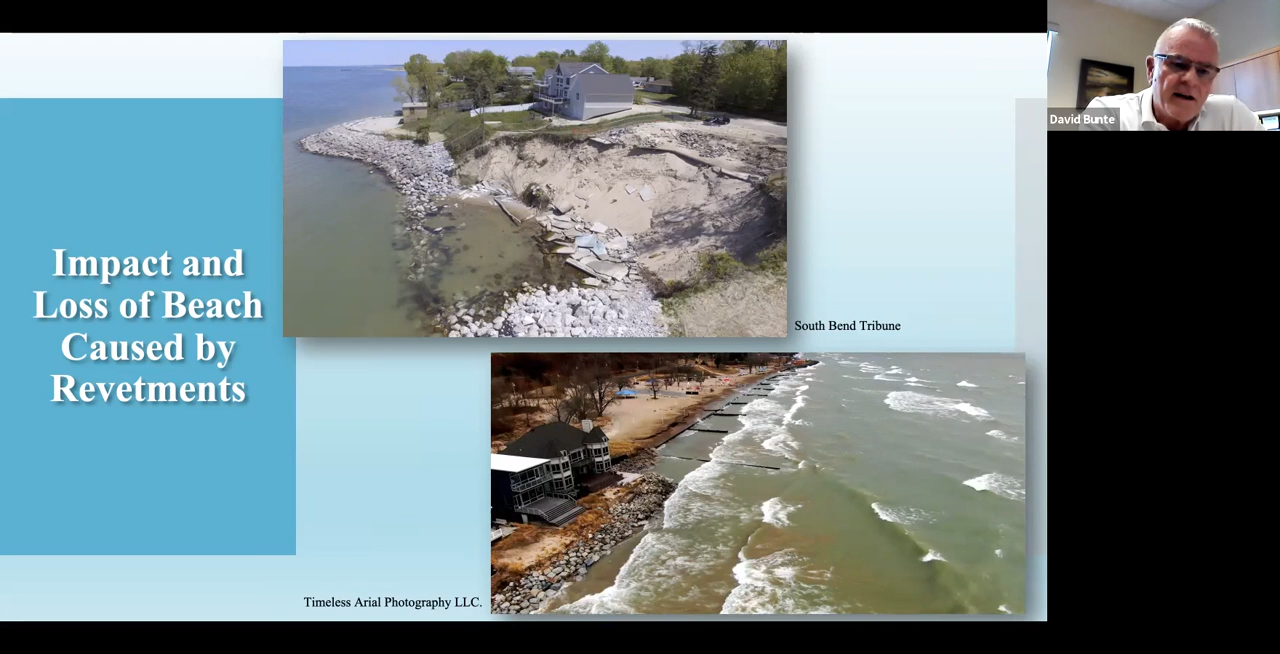 Impact and
Loss of Beach
Caused by
Revetments
South Bend Tribune
Timeless Arial Photography LLC.
David Bunte